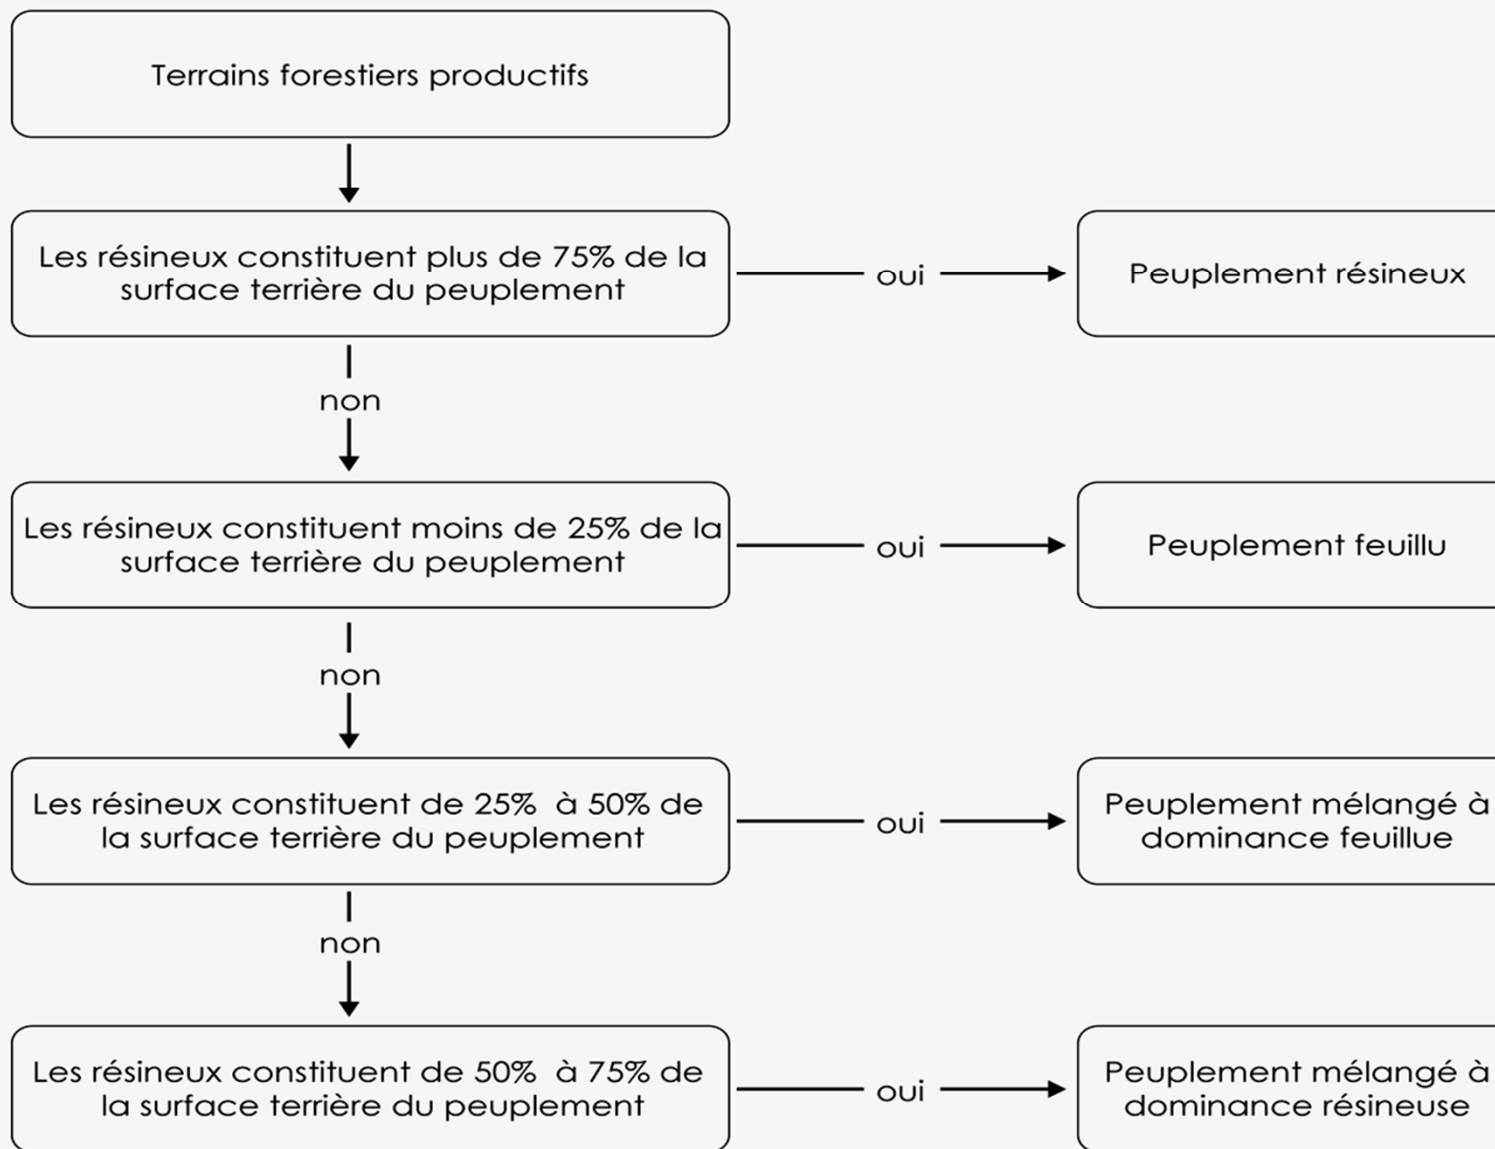 Terrains forestiers productifs
Les résineux constituent plus de 75% de la
surface terrière du peuplement
oui
Peuplement résineux
non
Les résineux constituent moins de 25% de la
surface terrière du peuplement
oui
Peuplement feuillu
non
Les résineux constituent de 25% à 50% de
la surface terrière du peuplement
oui
Peuplement mélangé à
dominance feuillue
non
Les résineux constituent de 50% à 75% de
la surface terrière du peuplement
oui
Peuplement mélangé à
dominance résineuse